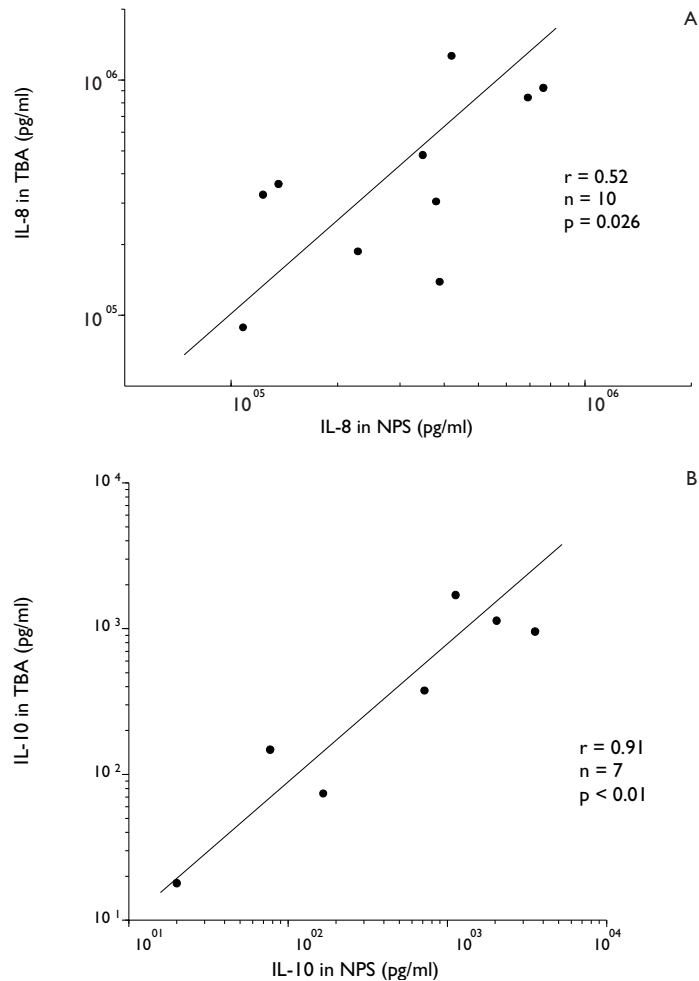 A
IL-8 in TBA (pg/ml)
10^06
10^05
r = 0.52
n = 10
p = 0.026
10^05 10^06
IL-8 in NPS (pg/ml)
B
IL-10 in TBA (pg/ml)
10^4
10^3
10^2
10^1
r = 0.91
n = 7
p < 0.01
10^01 10^02 10^03 10^04
IL-10 in NPS (pg/ml)